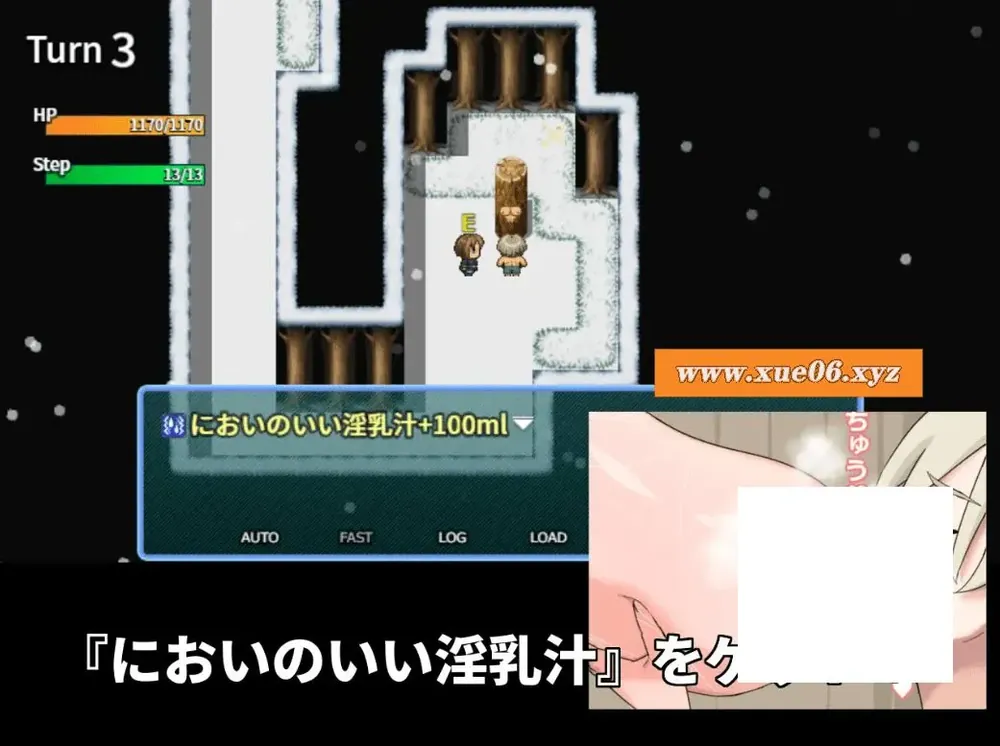 Turn 3
HP 1170/1170
Step 13/13
E
www.xue06.xyz
においのいい淫乳汁+100ml
ちゅう
AUTO FAST LOG LOAD
『においのいい淫乳汁』をゲ